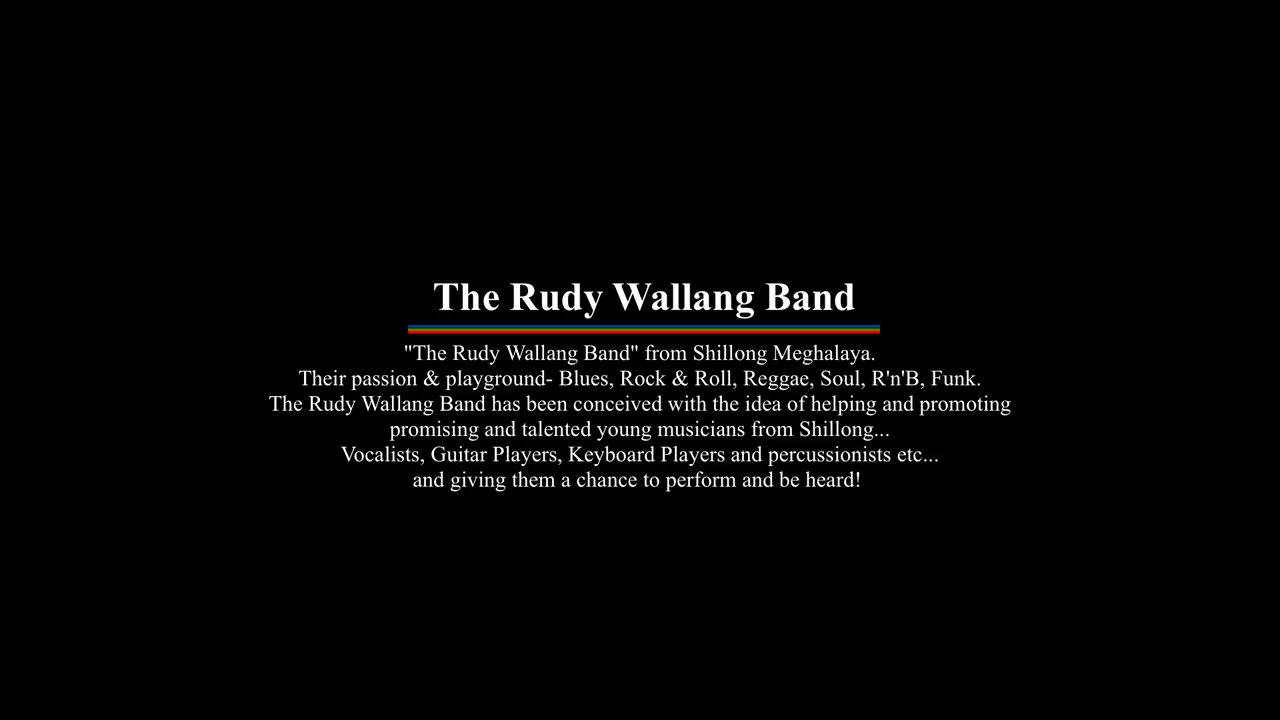 The Rudy Wallang Band
"The Rudy Wallang Band" from Shillong Meghalaya.
Their passion & playground- Blues, Rock & Roll, Reggae, Soul, R'n'B, Funk.
The Rudy Wallang Band has been conceived with the idea of helping and promoting
promising and talented young musicians from Shillong...
Vocalists, Guitar Players, Keyboard Players and percussionists etc...
and giving them a chance to perform and be heard!